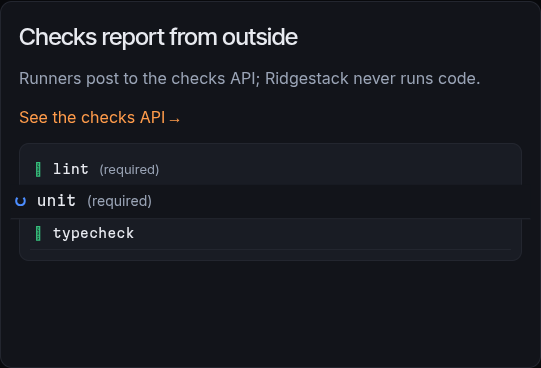 Checks report from outside
Runners post to the checks API; Ridgestack never runs code.
See the checks API→
lint (required)
unit (required)
typecheck